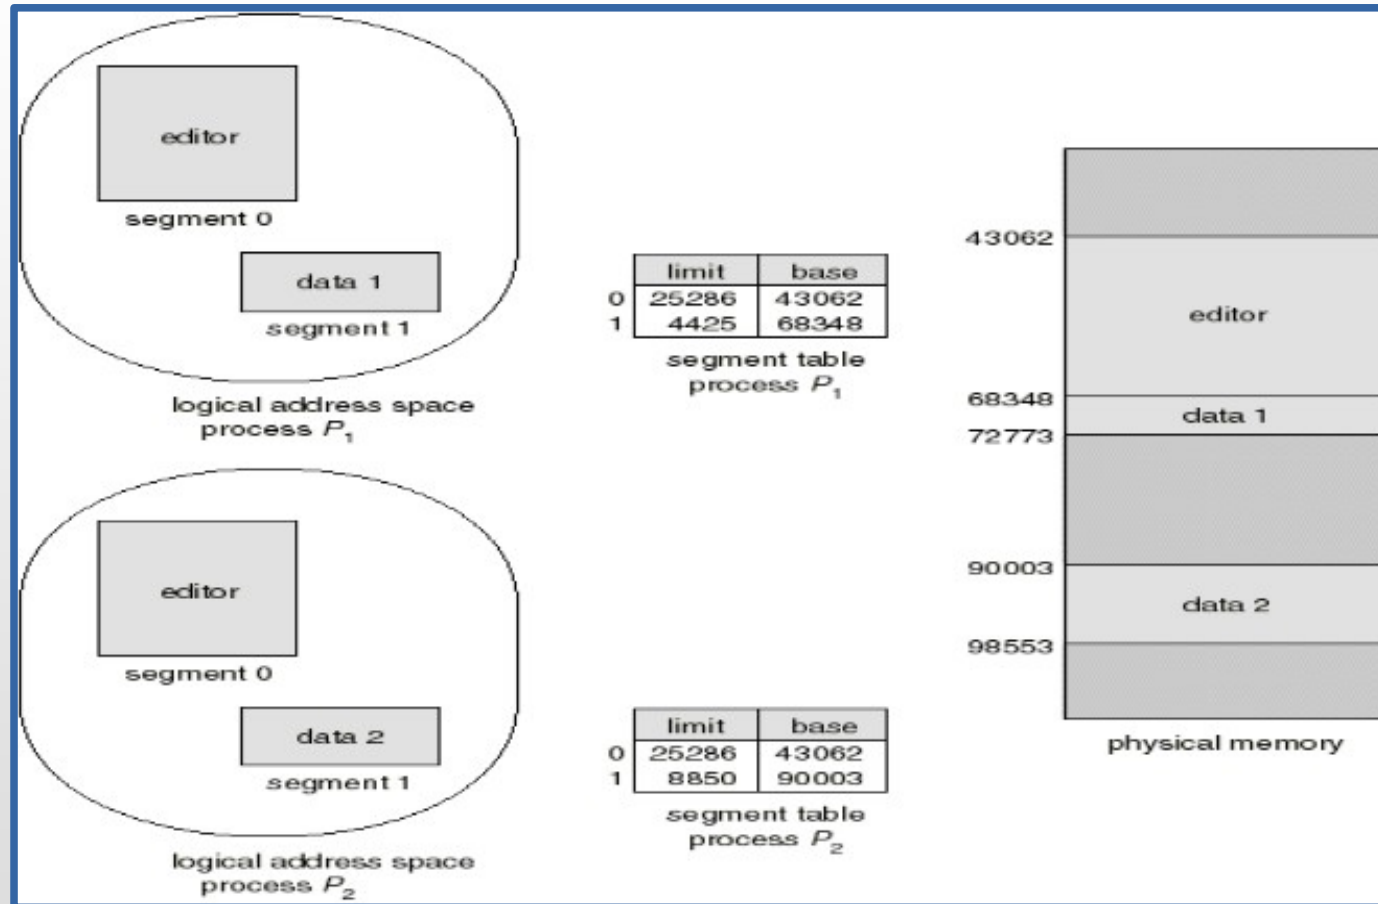 editor
segment 0
data 1
segment 1
logical address space
process P1
limit base
0 25286 43062
1 4425 68348
segment table
process P1
editor
segment 0
data 2
segment 1
logical address space
process P2
limit base
0 25286 43062
1 8850 90003
segment table
process P2
43062
editor
68348
data 1
72773
90003
data 2
98553
physical memory